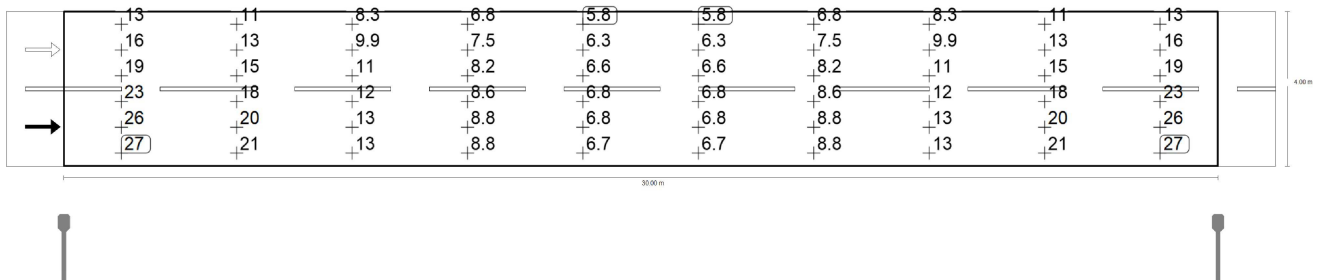 13 11 8.3 6.8 5.8 5.8 6.8 8.3 11 13
16 13 9.9 7.5 6.3 6.3 7.5 9.9 13 16
19 15 11 8.2 6.6 6.6 8.2 11 15 19
23 18 12 8.6 6.8 6.8 8.6 12 18 23
26 20 13 8.8 6.8 6.8 8.8 13 20 26
27 21 13 8.8 6.7 6.7 8.8 13 21 27
4.00 m
30.00 m